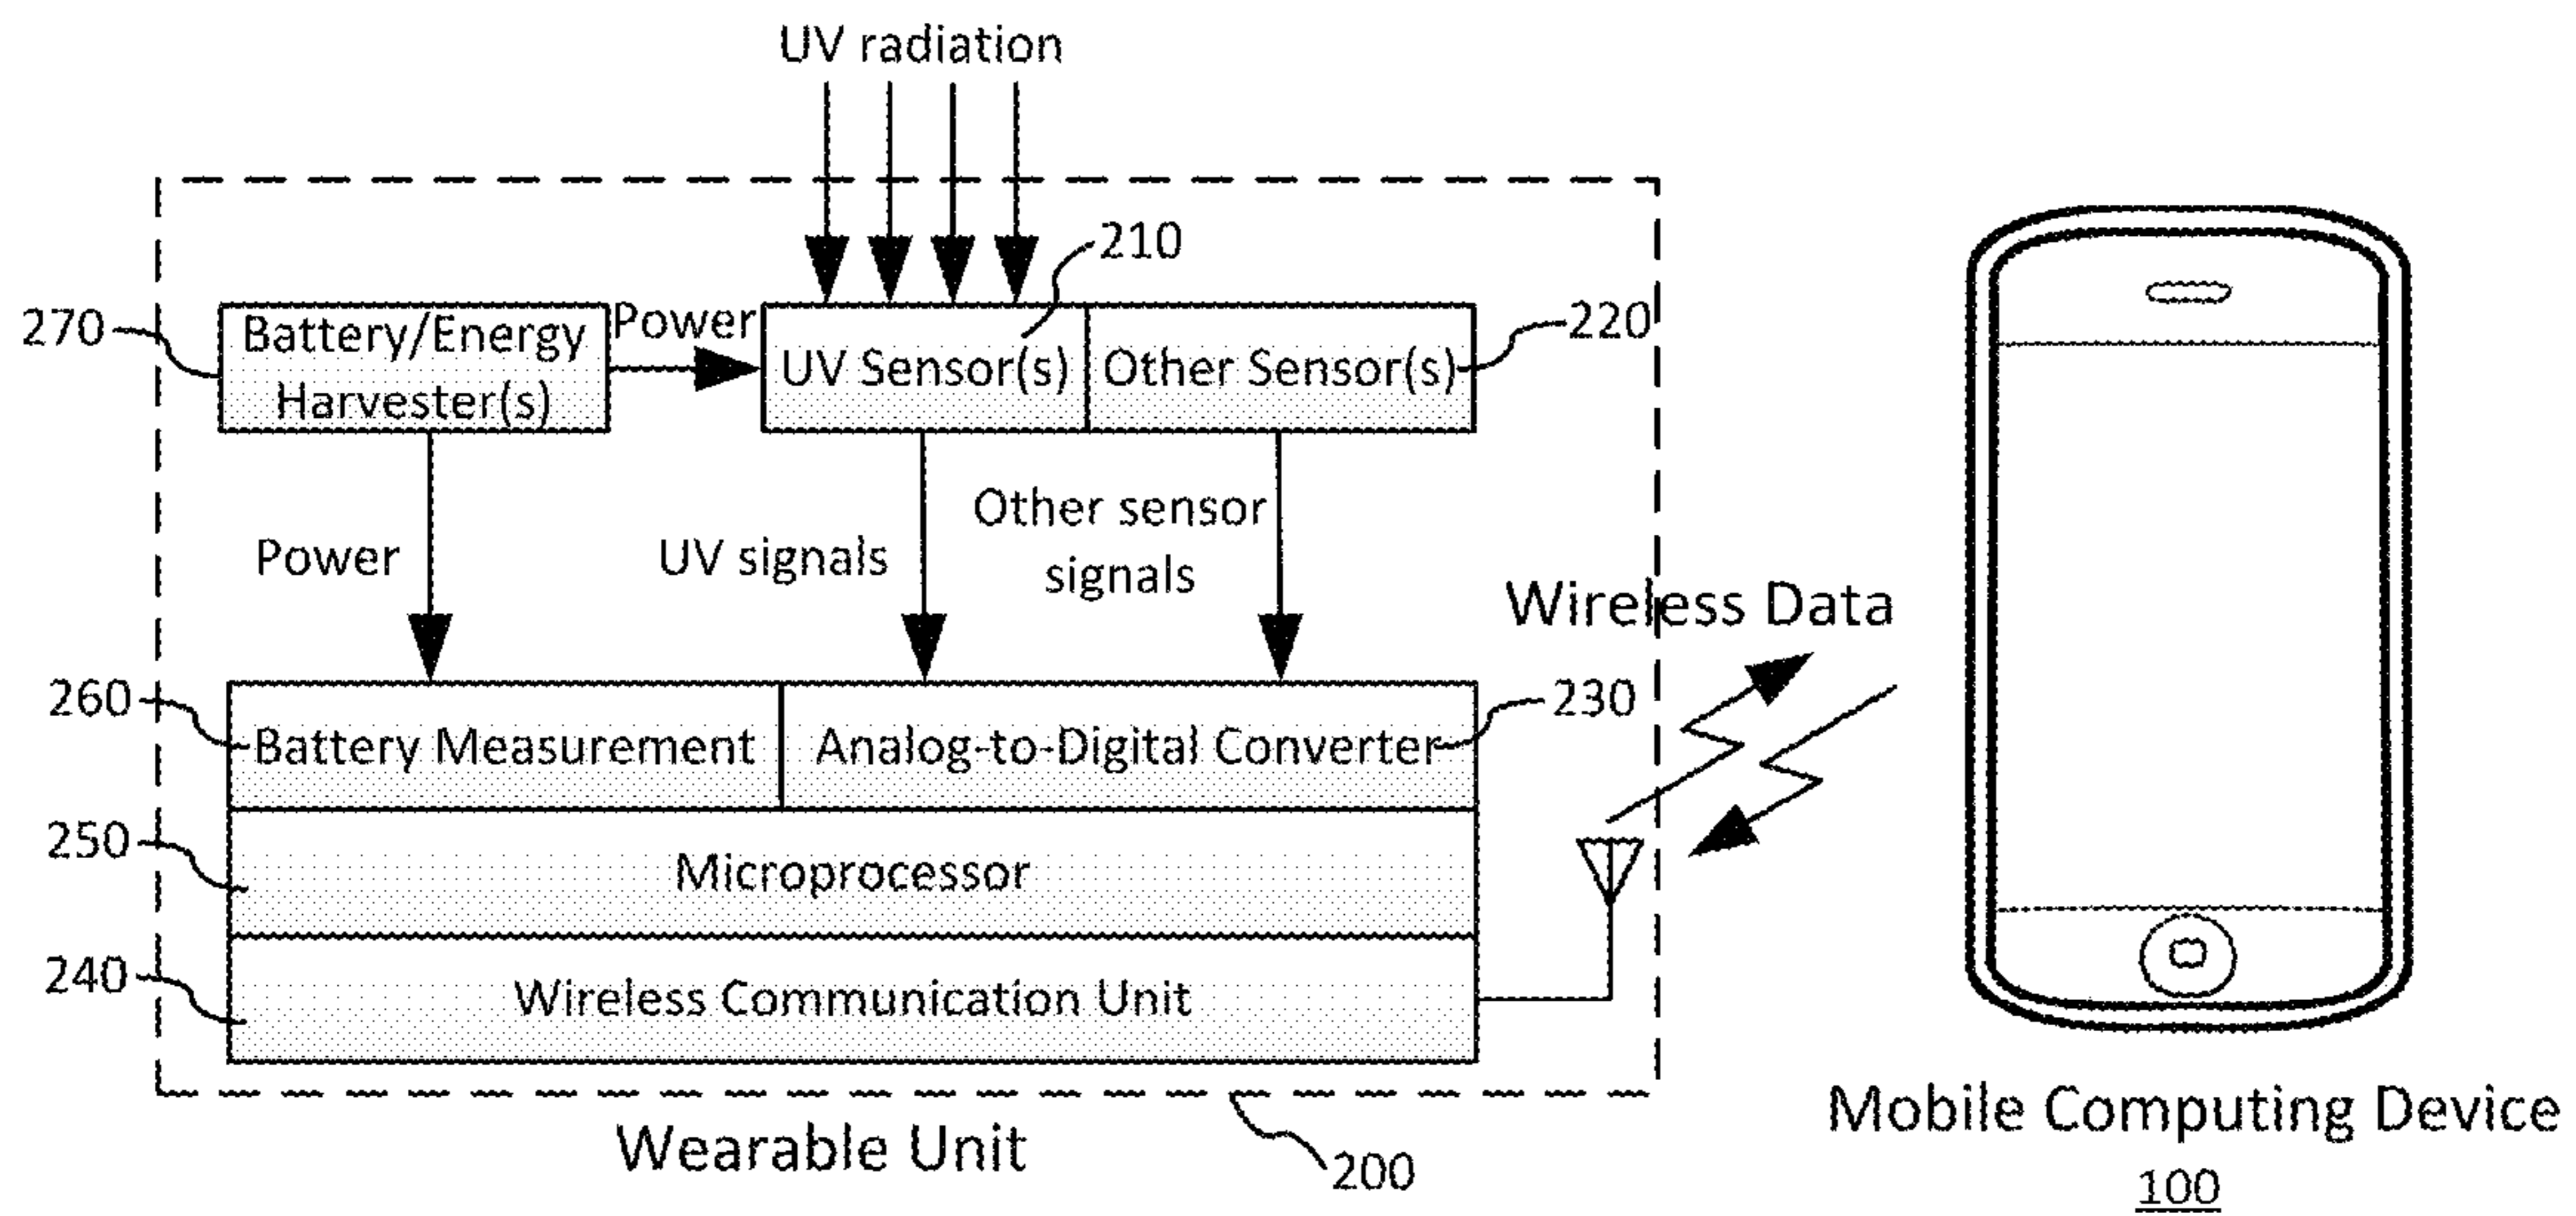 UV radiation
210
270
Battery/Energy
Harvester(s)
Power
UV Sensor(s)
Other Sensor(s)
220
Power
UV signals
Other sensor
signals
Wireless Data
260
Battery Measurement
Analog-to-Digital Converter
230
250
Microprocessor
240
Wireless Communication Unit
Wearable Unit
200
Mobile Computing Device
100